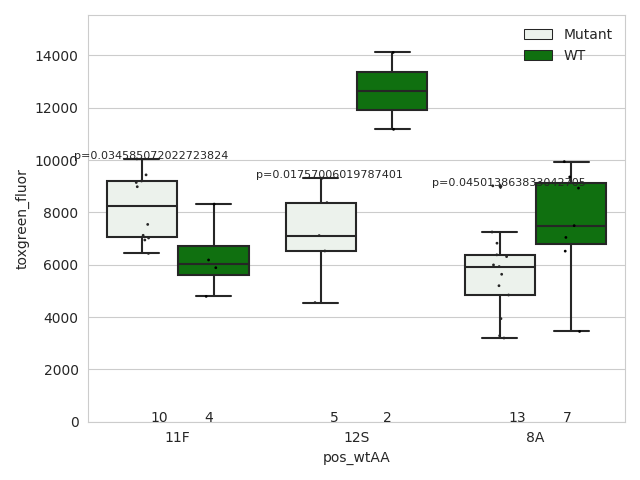 Mutant
WT
14000
12000
10000
8000
6000
4000
2000
0
toxgreen_fluor
p=0.034585072022723824
p=0.01757006019787401
p=0.045013863833042705
10
4
5
2
13
7
11F
12S
8A
pos_wtAA